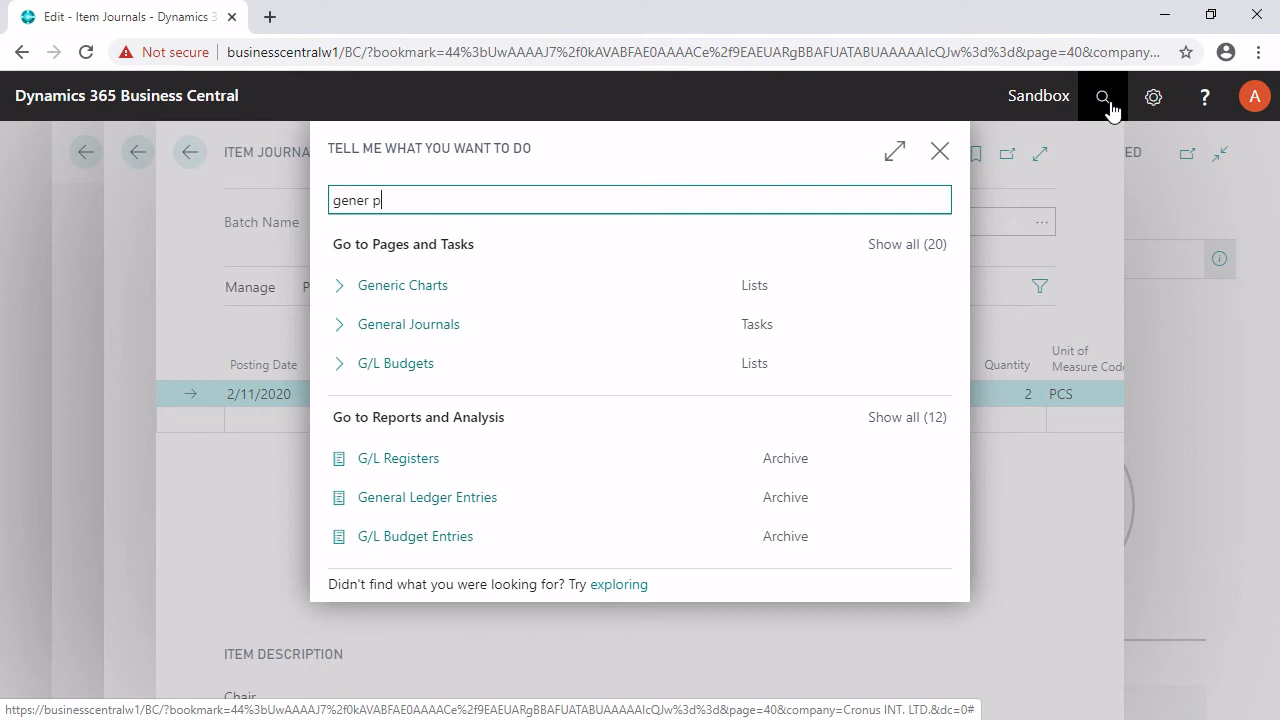 Edit - Item Journals - Dynamics 3
Not secure
businesscentralw1/BC/?bookmark=44%3bUwAAAAJ7%2f0kAVABFAE0AAAACe%2f9EAEUARgBBAFUATABUAAAAAIcQJw%3d%3d&page=40&company...
Dynamics 365 Business Central
Sandbox
?
A
ITEM JOURNA
TELL ME WHAT YOU WANT TO DO
ED
gener p
Batch Name
Go to Pages and Tasks
Show all (20)
Manage
P
Generic Charts
Lists
General Journals
Tasks
G/L Budgets
Lists
Posting Date
Quantity
Unit of
Measure Code
2/11/2020
2
PCS
Go to Reports and Analysis
Show all (12)
G/L Registers
Archive
General Ledger Entries
Archive
G/L Budget Entries
Archive
Didn't find what you were looking for? Try exploring
ITEM DESCRIPTION
Chair
https://businesscentralw1/BC/?bookmark=44%3bUwAAAAJ7%2f0kAVABFAE0AAAACe%2f9EAEUARgBBAFUATABUAAAAAIcQJw%3d%3d&page=40&company=Cronus INT. LTD.&dc=0#